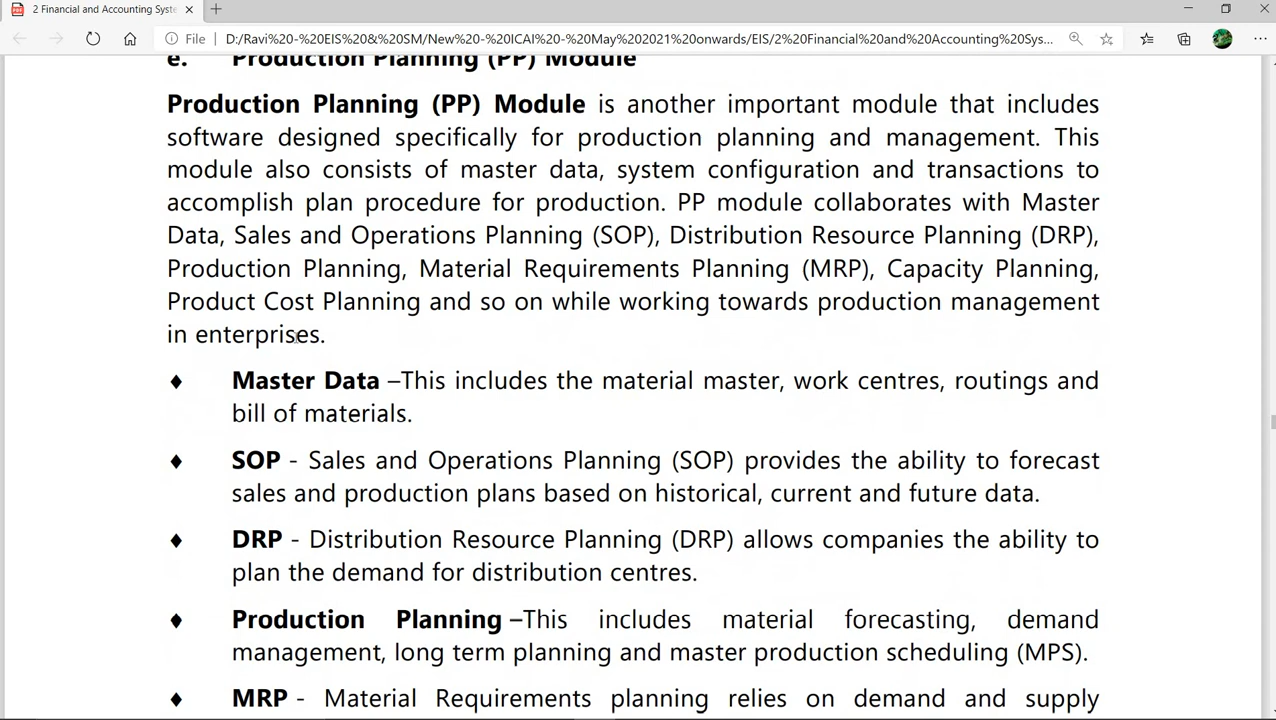 2 Financial and Accounting Syste
File
D:/Ravi%20-%20EIS%20&%20SM/New%20-%20ICAI%20-%20May%202021%20onwards/EIS/2%20Financial%20and%20Accounting%20Sys...
e. Production Planning (PP) Module
Production Planning (PP) Module is another important module that includes
software designed specifically for production planning and management. This
module also consists of master data, system configuration and transactions to
accomplish plan procedure for production. PP module collaborates with Master
Data, Sales and Operations Planning (SOP), Distribution Resource Planning (DRP),
Production Planning, Material Requirements Planning (MRP), Capacity Planning,
Product Cost Planning and so on while working towards production management
in enterprises.
♦ Master Data –This includes the material master, work centres, routings and
bill of materials.
♦ SOP - Sales and Operations Planning (SOP) provides the ability to forecast
sales and production plans based on historical, current and future data.
♦ DRP - Distribution Resource Planning (DRP) allows companies the ability to
plan the demand for distribution centres.
♦ Production Planning –This includes material forecasting, demand
management, long term planning and master production scheduling (MPS).
♦ MRP - Material Requirements planning relies on demand and supply